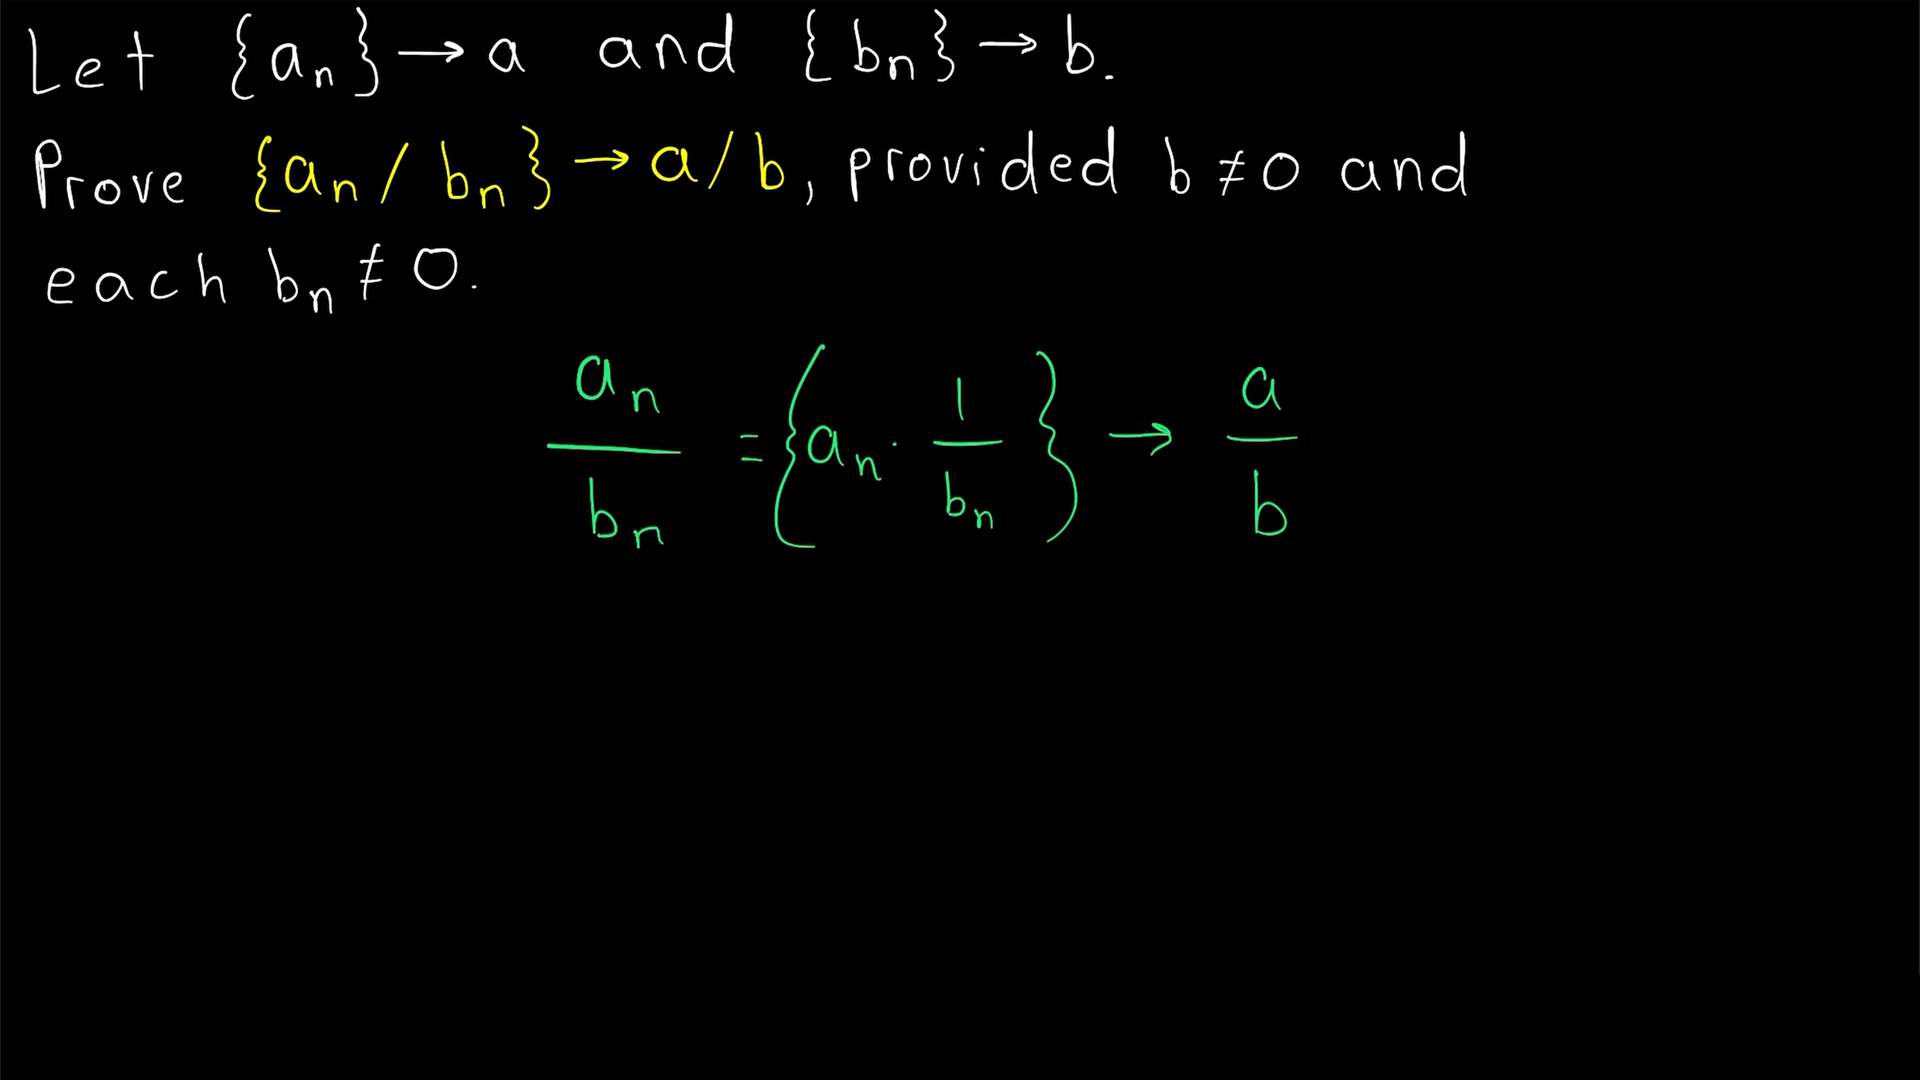 Let {aₙ} → a and {bₙ} → b.
Prove {aₙ / bₙ} → a/b, provided b ≠ 0 and
each bₙ ≠ 0.
aₙ/bₙ = {aₙ · 1/bₙ} → a/b